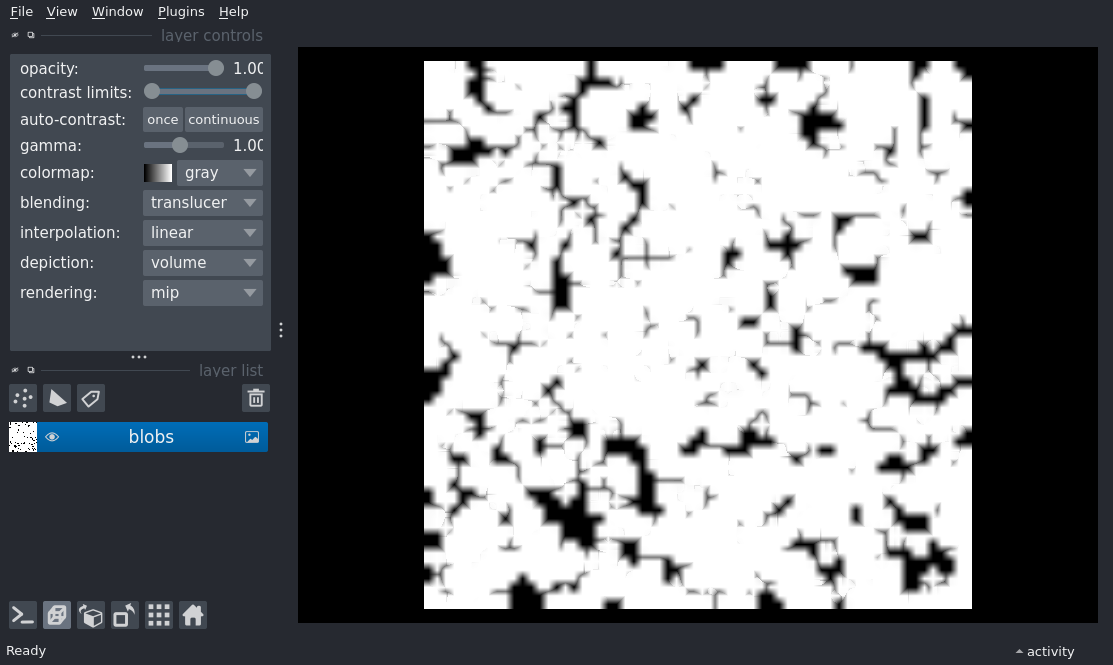 File View Window Plugins Help
layer controls
opacity: 1.00
contrast limits:
auto-contrast: once continuous
gamma: 1.00
colormap: gray
blending: translucer
interpolation: linear
depiction: volume
rendering: mip
layer list
blobs
Ready
activity